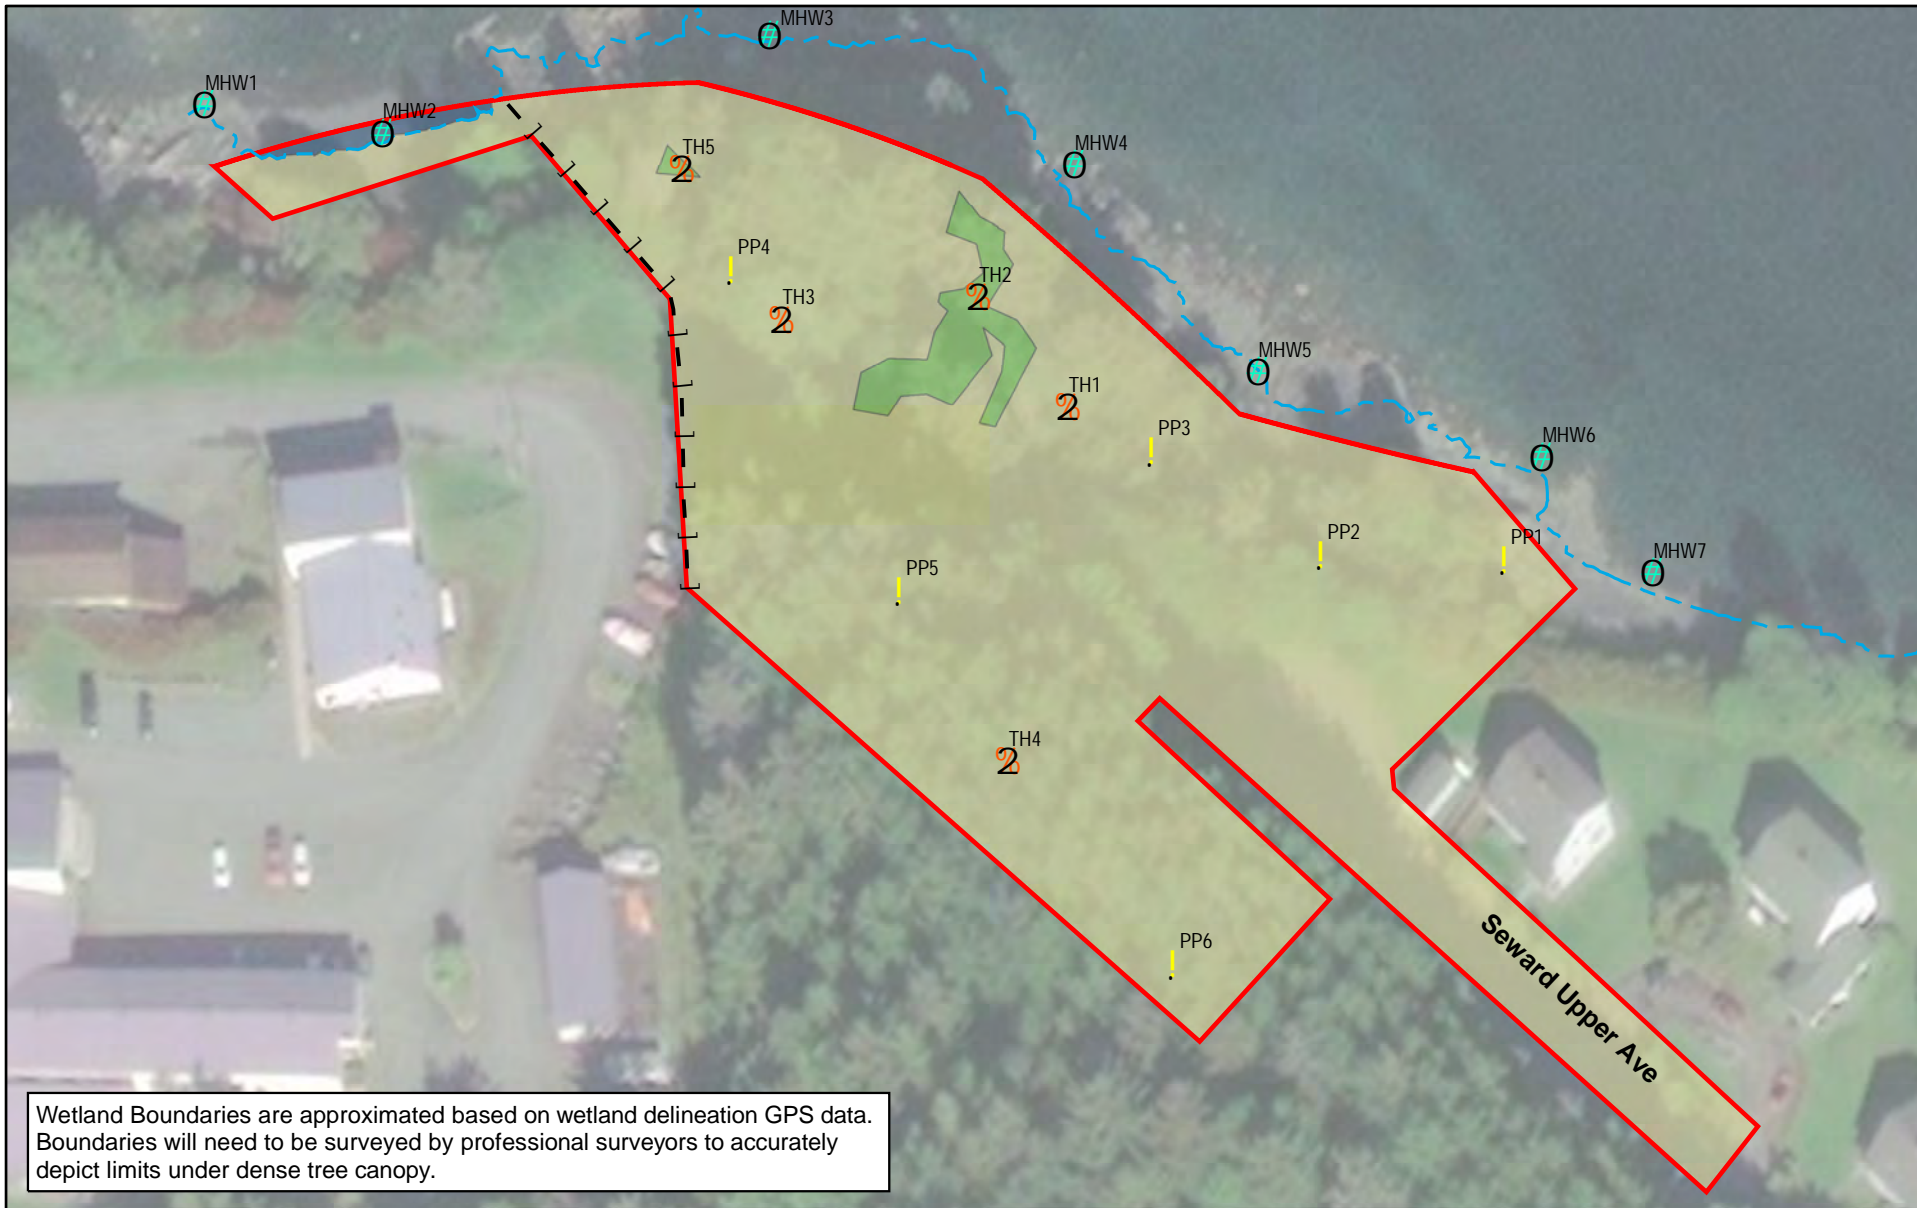 MHW3
MHW1
MHW2
MHW4
TH5
PP4
TH2
TH3
MHW5
TH1
PP3
MHW6
PP2
PP1
MHW7
PP5
TH4
PP6
Seward Upper Ave
Wetland Boundaries are approximated based on wetland delineation GPS data.
Boundaries will need to be surveyed by professional surveyors to accurately
depict limits under dense tree canopy.